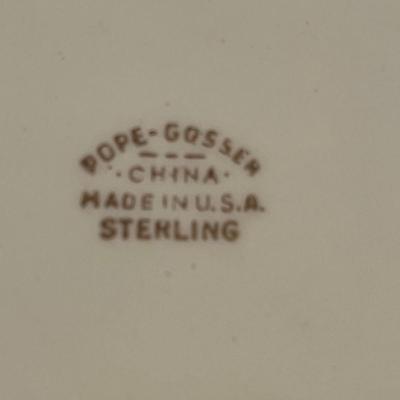 POPE-GOSSER
---
·CHINA·
MADE IN U.S.A.
STERLING